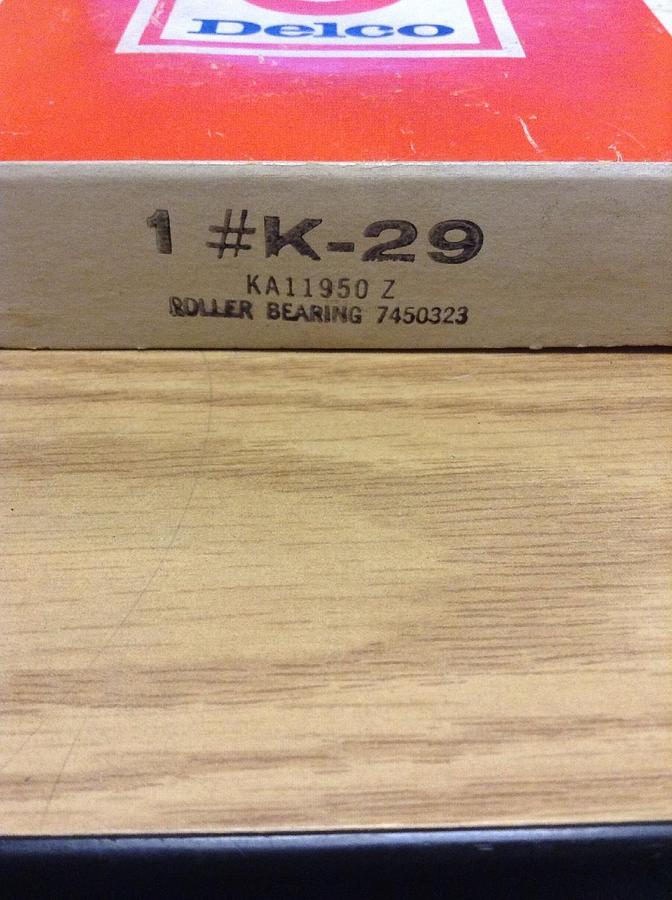 Delco
1 #K-29
KA11950 Z
ROLLER BEARING 7450323